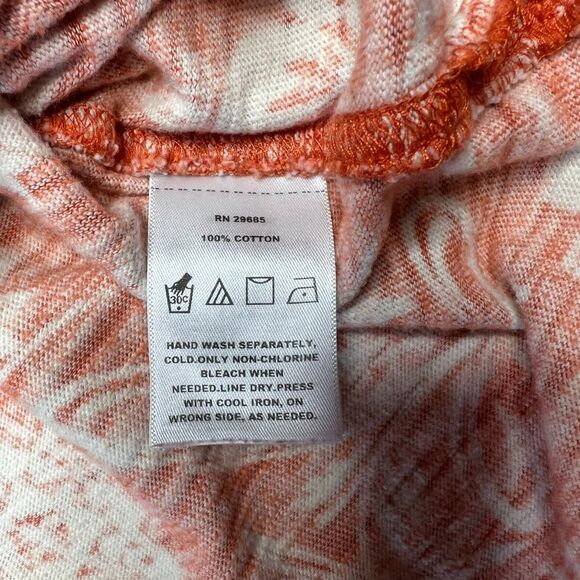 RN 29685
100% COTTON
30C
HAND WASH SEPARATELY,
COLD.ONLY NON-CHLORINE
BLEACH WHEN
NEEDED.LINE DRY.PRESS
WITH COOL IRON, ON
WRONG SIDE, AS NEEDED.